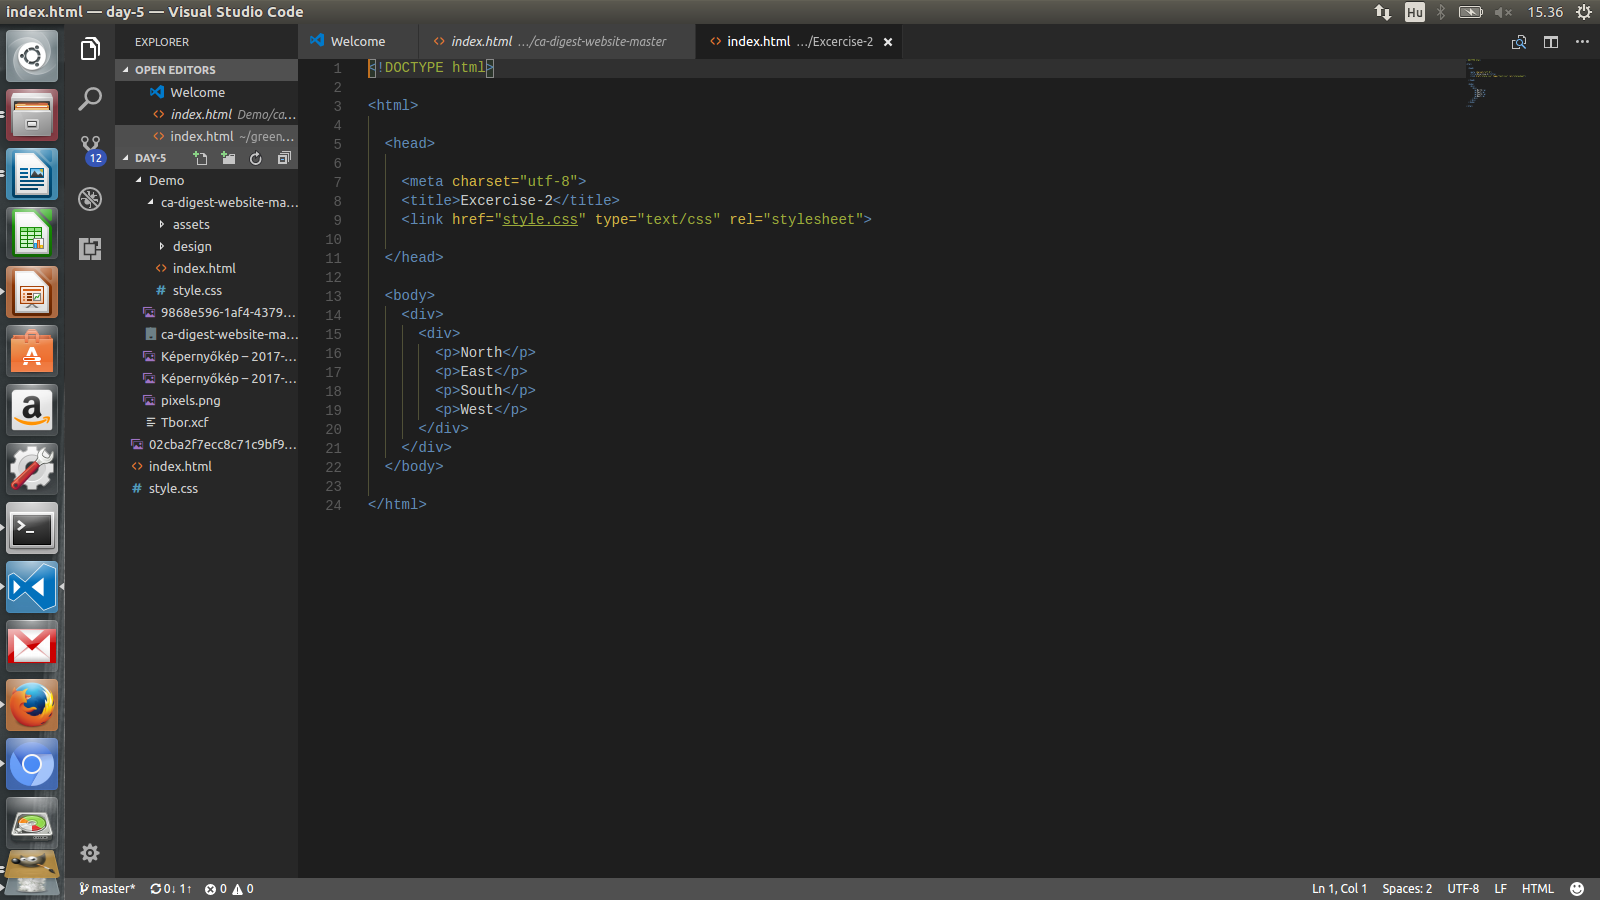 index.html — day-5 — Visual Studio Code
Hu
15.36
EXPLORER
OPEN EDITORS
Welcome
index.html Demo/ca...
index.html ~/green...
12
DAY-5
Demo
ca-digest-website-ma...
assets
design
index.html
style.css
9868e596-1af4-4379...
ca-digest-website-ma...
Képernyőkép – 2017-...
Képernyőkép – 2017-...
pixels.png
Tbor.xcf
02cba2f7ecc8c71c9bf9...
index.html
style.css
Welcome
index.html .../ca-digest-website-master
index.html .../Excercise-2
1 <!DOCTYPE html>
2
3 <html>
4
5 <head>
6
7 <meta charset="utf-8">
8 <title>Excercise-2</title>
9 <link href="style.css" type="text/css" rel="stylesheet">
10
11 </head>
12
13 <body>
14 <div>
15 <div>
16 <p>North</p>
17 <p>East</p>
18 <p>South</p>
19 <p>West</p>
20 </div>
21 </div>
22 </body>
23
24 </html>
master* 0↓ 1↑ 0 0
Ln 1, Col 1 Spaces: 2 UTF-8 LF HTML